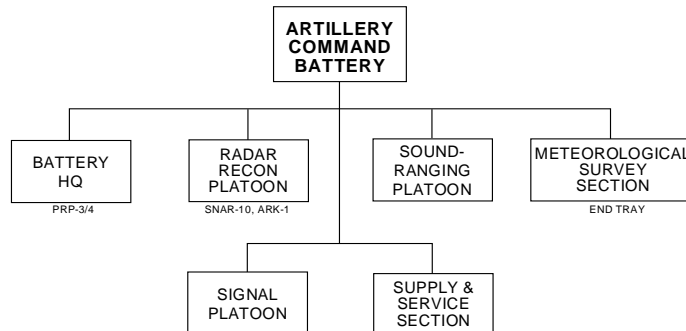 ARTILLERY
COMMAND
BATTERY
BATTERY
HQ
PRP-3/4
RADAR
RECON
PLATOON
SNAR-10, ARK-1
SOUND-
RANGING
PLATOON
METEOROLOGICAL
SURVEY
SECTION
END TRAY
SIGNAL
PLATOON
SUPPLY &
SERVICE
SECTION